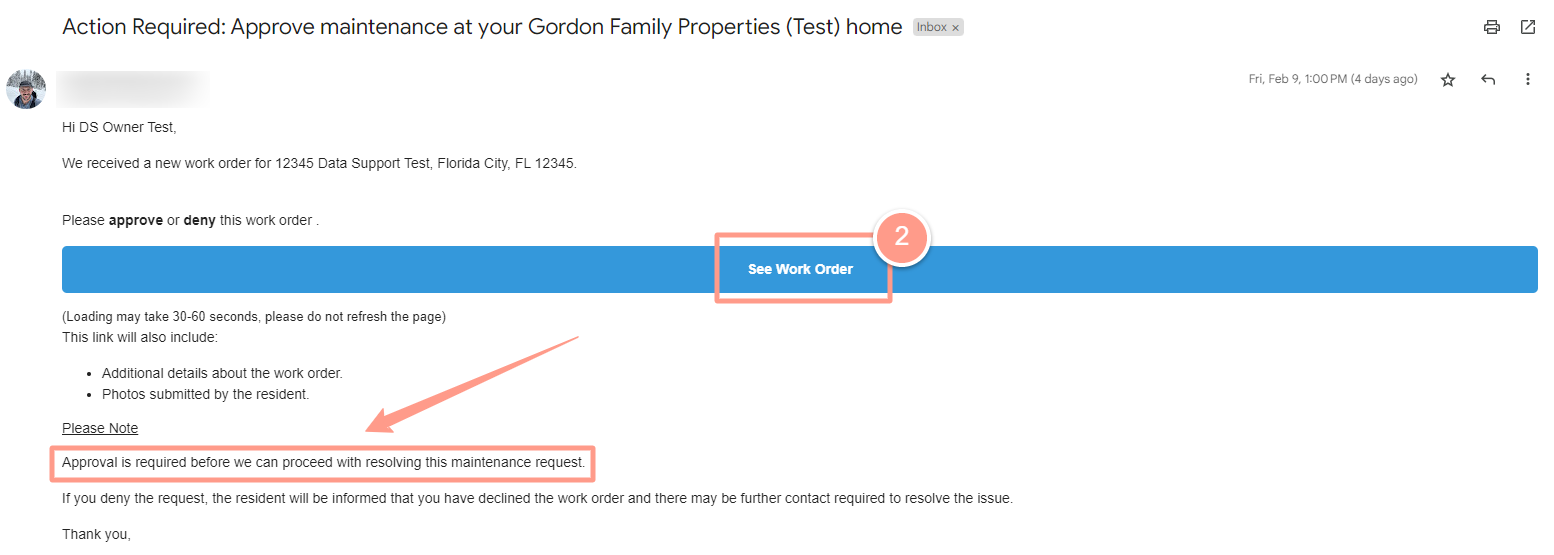 Action Required: Approve maintenance at your Gordon Family Properties (Test) home Inbox x
Fri, Feb 9, 1:00 PM (4 days ago)
Hi DS Owner Test,
We received a new work order for 12345 Data Support Test, Florida City, FL 12345.
Please approve or deny this work order .
2
See Work Order
(Loading may take 30-60 seconds, please do not refresh the page)
This link will also include:
• Additional details about the work order.
• Photos submitted by the resident.
Please Note
Approval is required before we can proceed with resolving this maintenance request.
If you deny the request, the resident will be informed that you have declined the work order and there may be further contact required to resolve the issue.
Thank you,